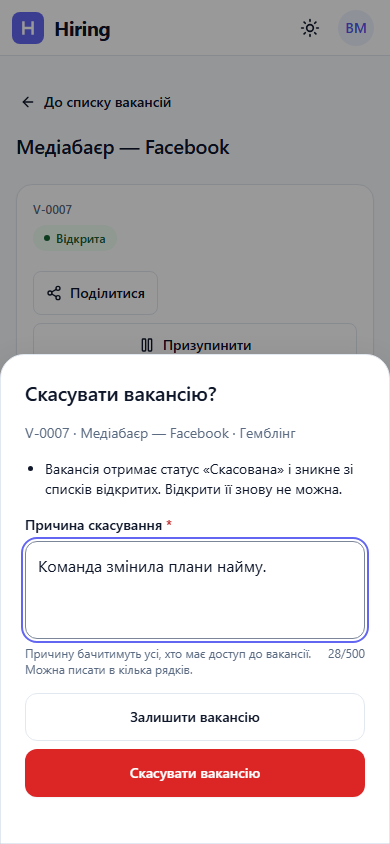 H Hiring BM
До списку вакансій
Медіабаєр — Facebook
V-0007
Відкрита
Поділитися
Призупинити
Скасувати вакансію?
V-0007 · Медіабаєр — Facebook · Гемблінг
Вакансія отримає статус «Скасована» і зникне зі
списків відкритих. Відкрити її знову не можна.
Причина скасування *
Команда змінила плани найму.
Причину бачитимуть усі, хто має доступ до вакансії. 28/500
Можна писати в кілька рядків.
Залишити вакансію
Скасувати вакансію